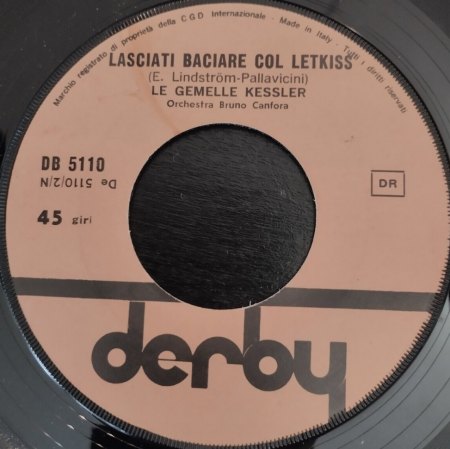 Marchio registrato di proprietà della C G D Internazionale - Made in Italy - Tutti i diritti riservati
LASCIATI BACIARE COL LETKISS
(E. Lindström-Pallavicini)
LE GEMELLE KESSLER
Orchestra Bruno Canfora
DB 5110
De 5110/2/N
DR
45 giri
derby